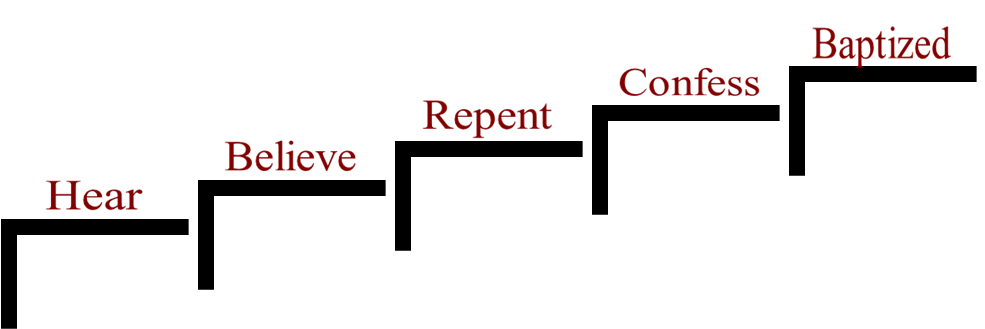 Hear
Believe
Repent
Confess
Baptized